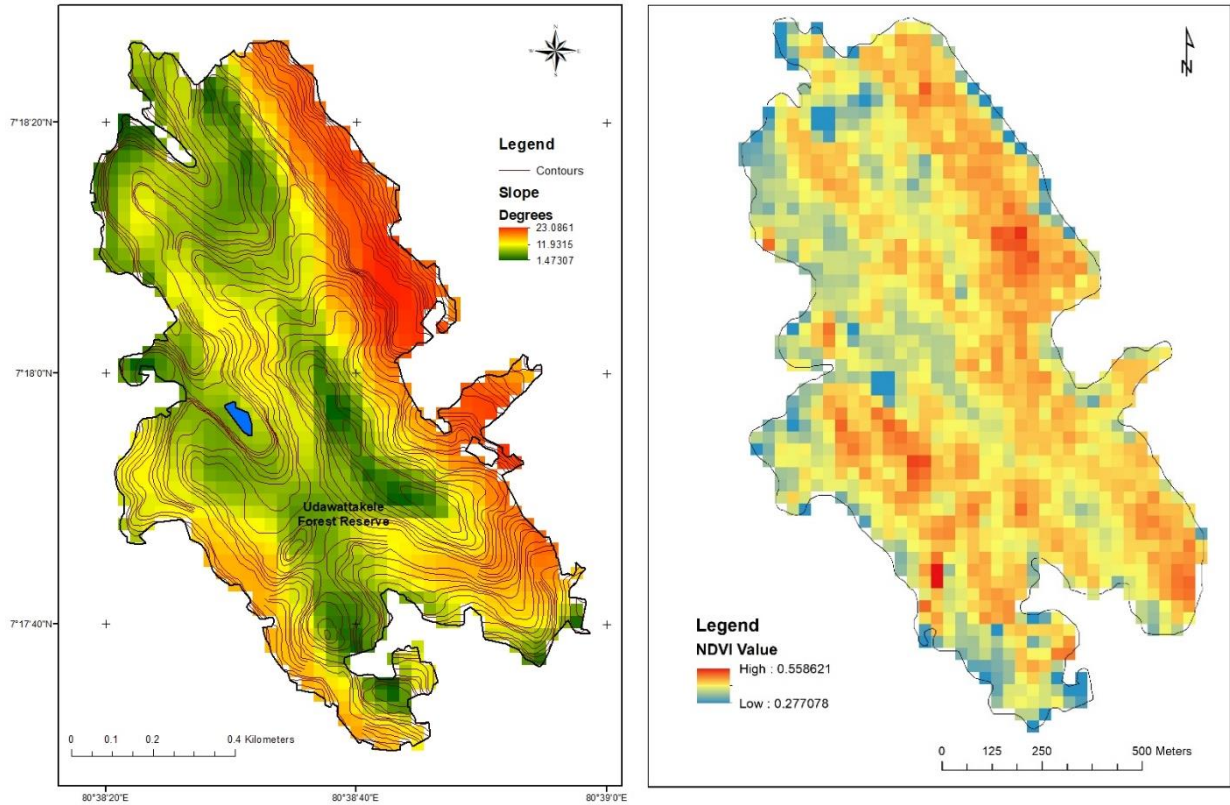 N
W
E
S
7°18'20"N
Legend
Contours
Slope
Degrees
23.0861
11.9315
1.47307
7°18'0"N
Udawattakele
Forest Reserve
7°17'40"N
0 0.1 0.2 0.4 Kilometers
80°38'20"E
80°38'40"E
80°39'0"E
N
Legend
NDVI Value
High : 0.558621
Low : 0.277078
0 125 250 500 Meters